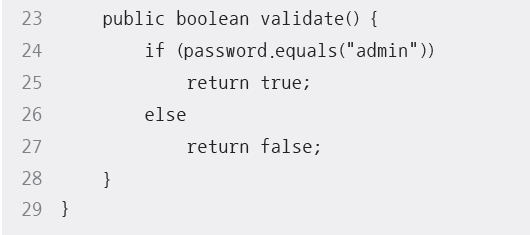 23    public boolean validate() {
24        if (password.equals("admin"))
25            return true;
26        else
27            return false;
28    }
29 }